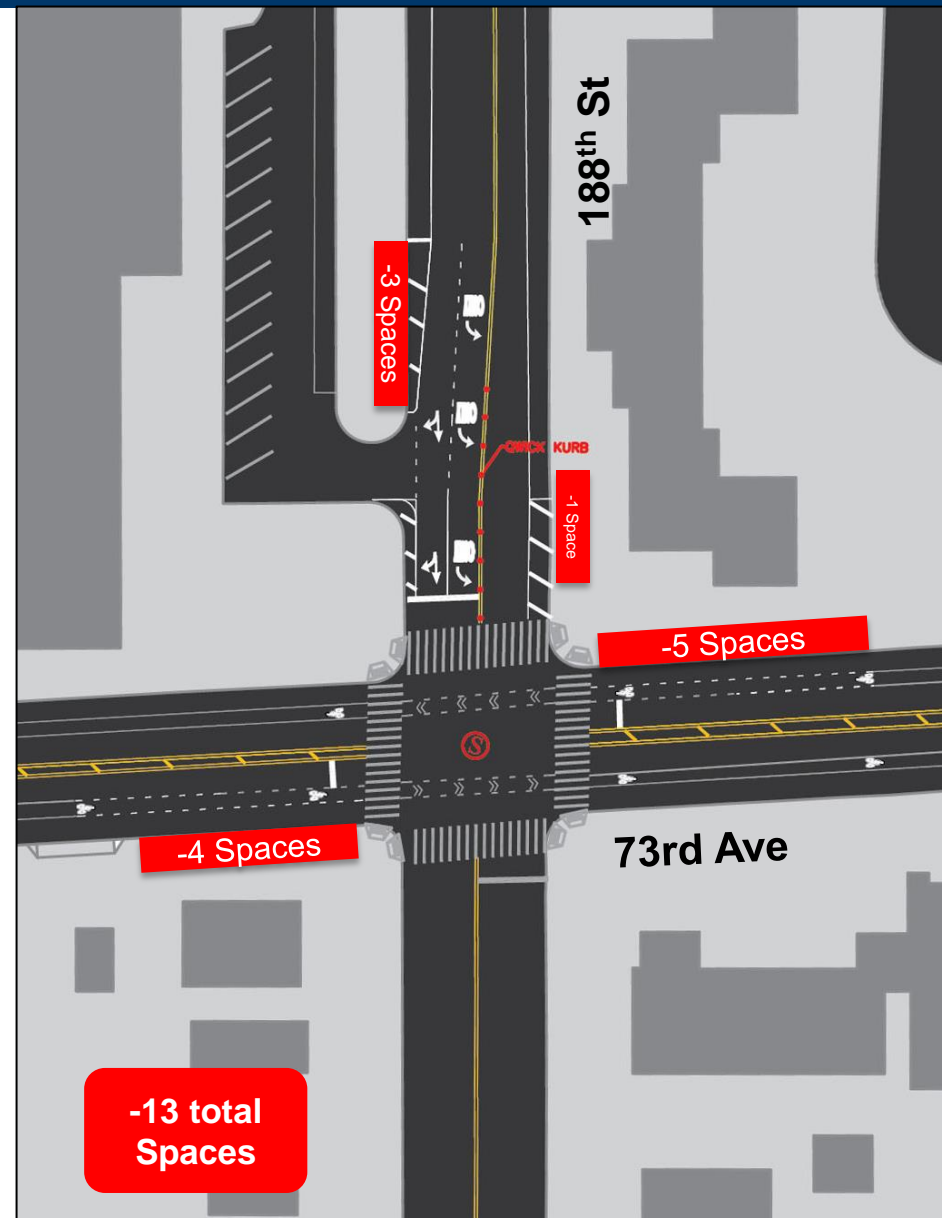 188th St
-3 Spaces
QWICK KURB
-1 Space
-5 Spaces
S
-4 Spaces
73rd Ave
-13 total
Spaces